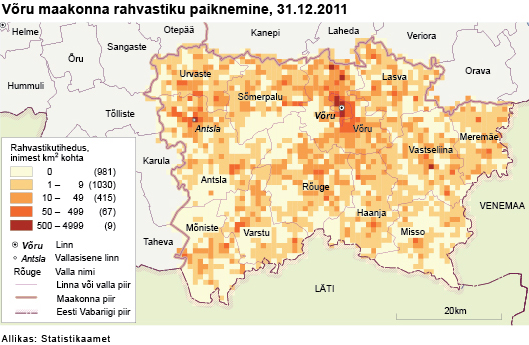 Võru maakonna rahvastiku paiknemine, 31.12.2011
Helme
Otepää
Kanepi
Laheda
Veriora
Sangaste
Õru
Hummuli
Urvaste
Sõmerpalu
Lasva
Orava
Tõlliste
Antsla
Võru
Võru
Meremäe
Vastseliina
Karula
Antsla
Rõuge
VENEMAA
Haanja
Mõniste
Varstu
Misso
Taheva
LÄTI
20km
Rahvastikutihedus,
inimest km² kohta
0 (981)
1 – 9 (1030)
10 – 49 (415)
50 – 499 (67)
500 – 4999 (9)
Võru Linn
Antsla Vallasisene linn
Rõuge Valla nimi
Linna või valla piir
Maakonna piir
Eesti Vabariigi piir
Allikas: Statistikaamet